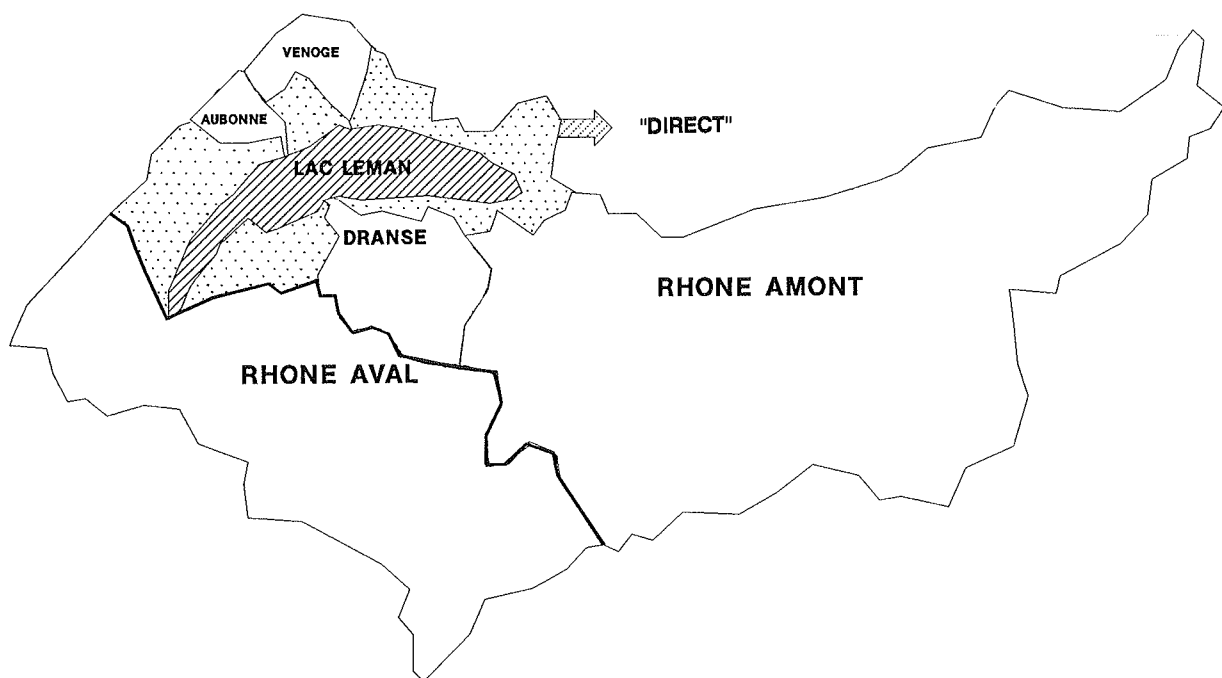 VENOGE
AUBONNE
"DIRECT"
LAC LEMAN
DRANSE
RHONE AMONT
RHONE AVAL